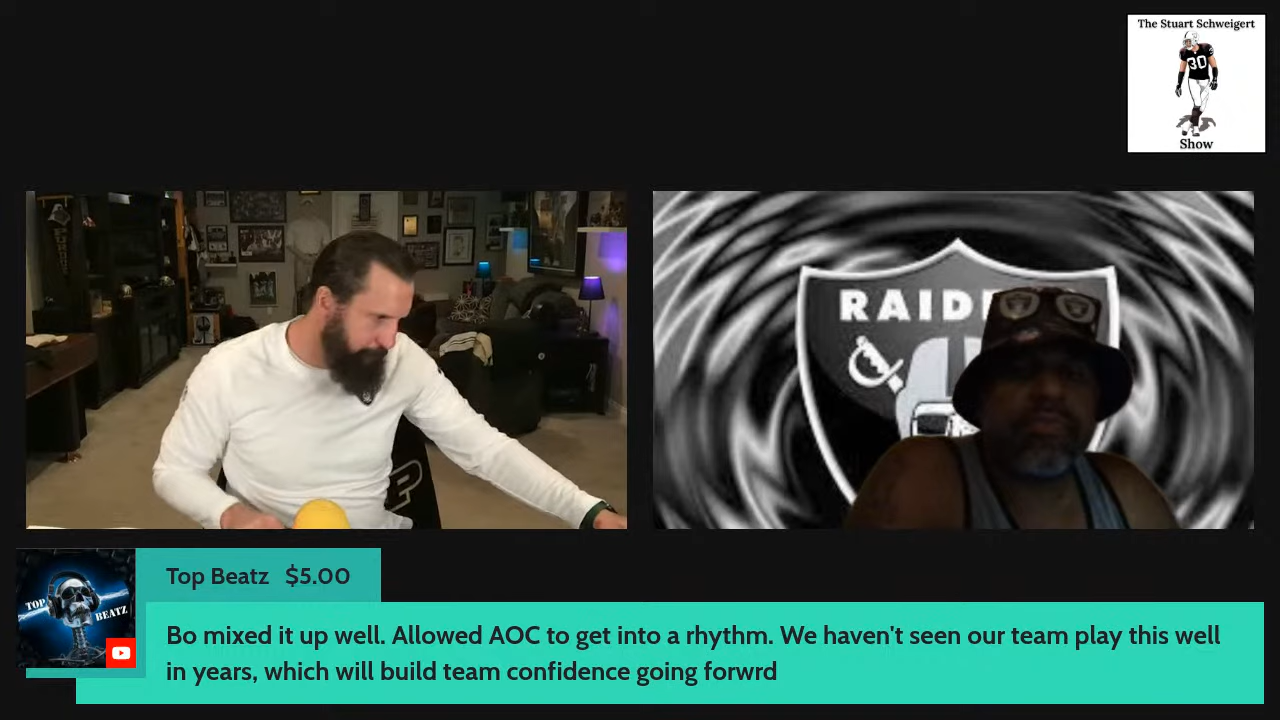 The Stuart Schweigert
30
Show
PURDUE
RAIDE
P
TOP
BEATZ
Top Beatz $5.00
Bo mixed it up well. Allowed AOC to get into a rhythm. We haven't seen our team play this well
in years, which will build team confidence going forwrd